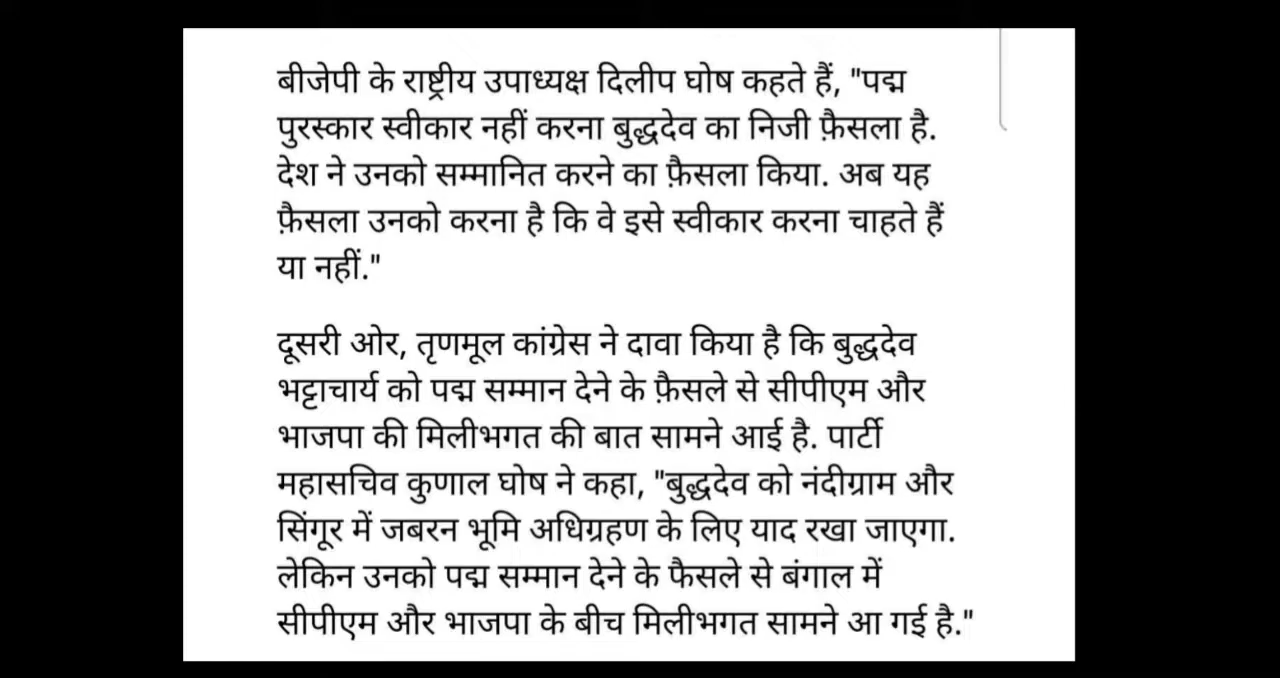 बीजेपी के राष्ट्रीय उपाध्यक्ष दिलीप घोष कहते हैं, "पद्म
पुरस्कार स्वीकार नहीं करना बुद्धदेव का निजी फ़ैसला है.
देश ने उनको सम्मानित करने का फ़ैसला किया. अब यह
फ़ैसला उनको करना है कि वे इसे स्वीकार करना चाहते हैं
या नहीं."
दूसरी ओर, तृणमूल कांग्रेस ने दावा किया है कि बुद्धदेव
भट्टाचार्य को पद्म सम्मान देने के फ़ैसले से सीपीएम और
भाजपा की मिलीभगत की बात सामने आई है. पार्टी
महासचिव कुणाल घोष ने कहा, "बुद्धदेव को नंदीग्राम और
सिंगूर में जबरन भूमि अधिग्रहण के लिए याद रखा जाएगा.
लेकिन उनको पद्म सम्मान देने के फैसले से बंगाल में
सीपीएम और भाजपा के बीच मिलीभगत सामने आ गई है."